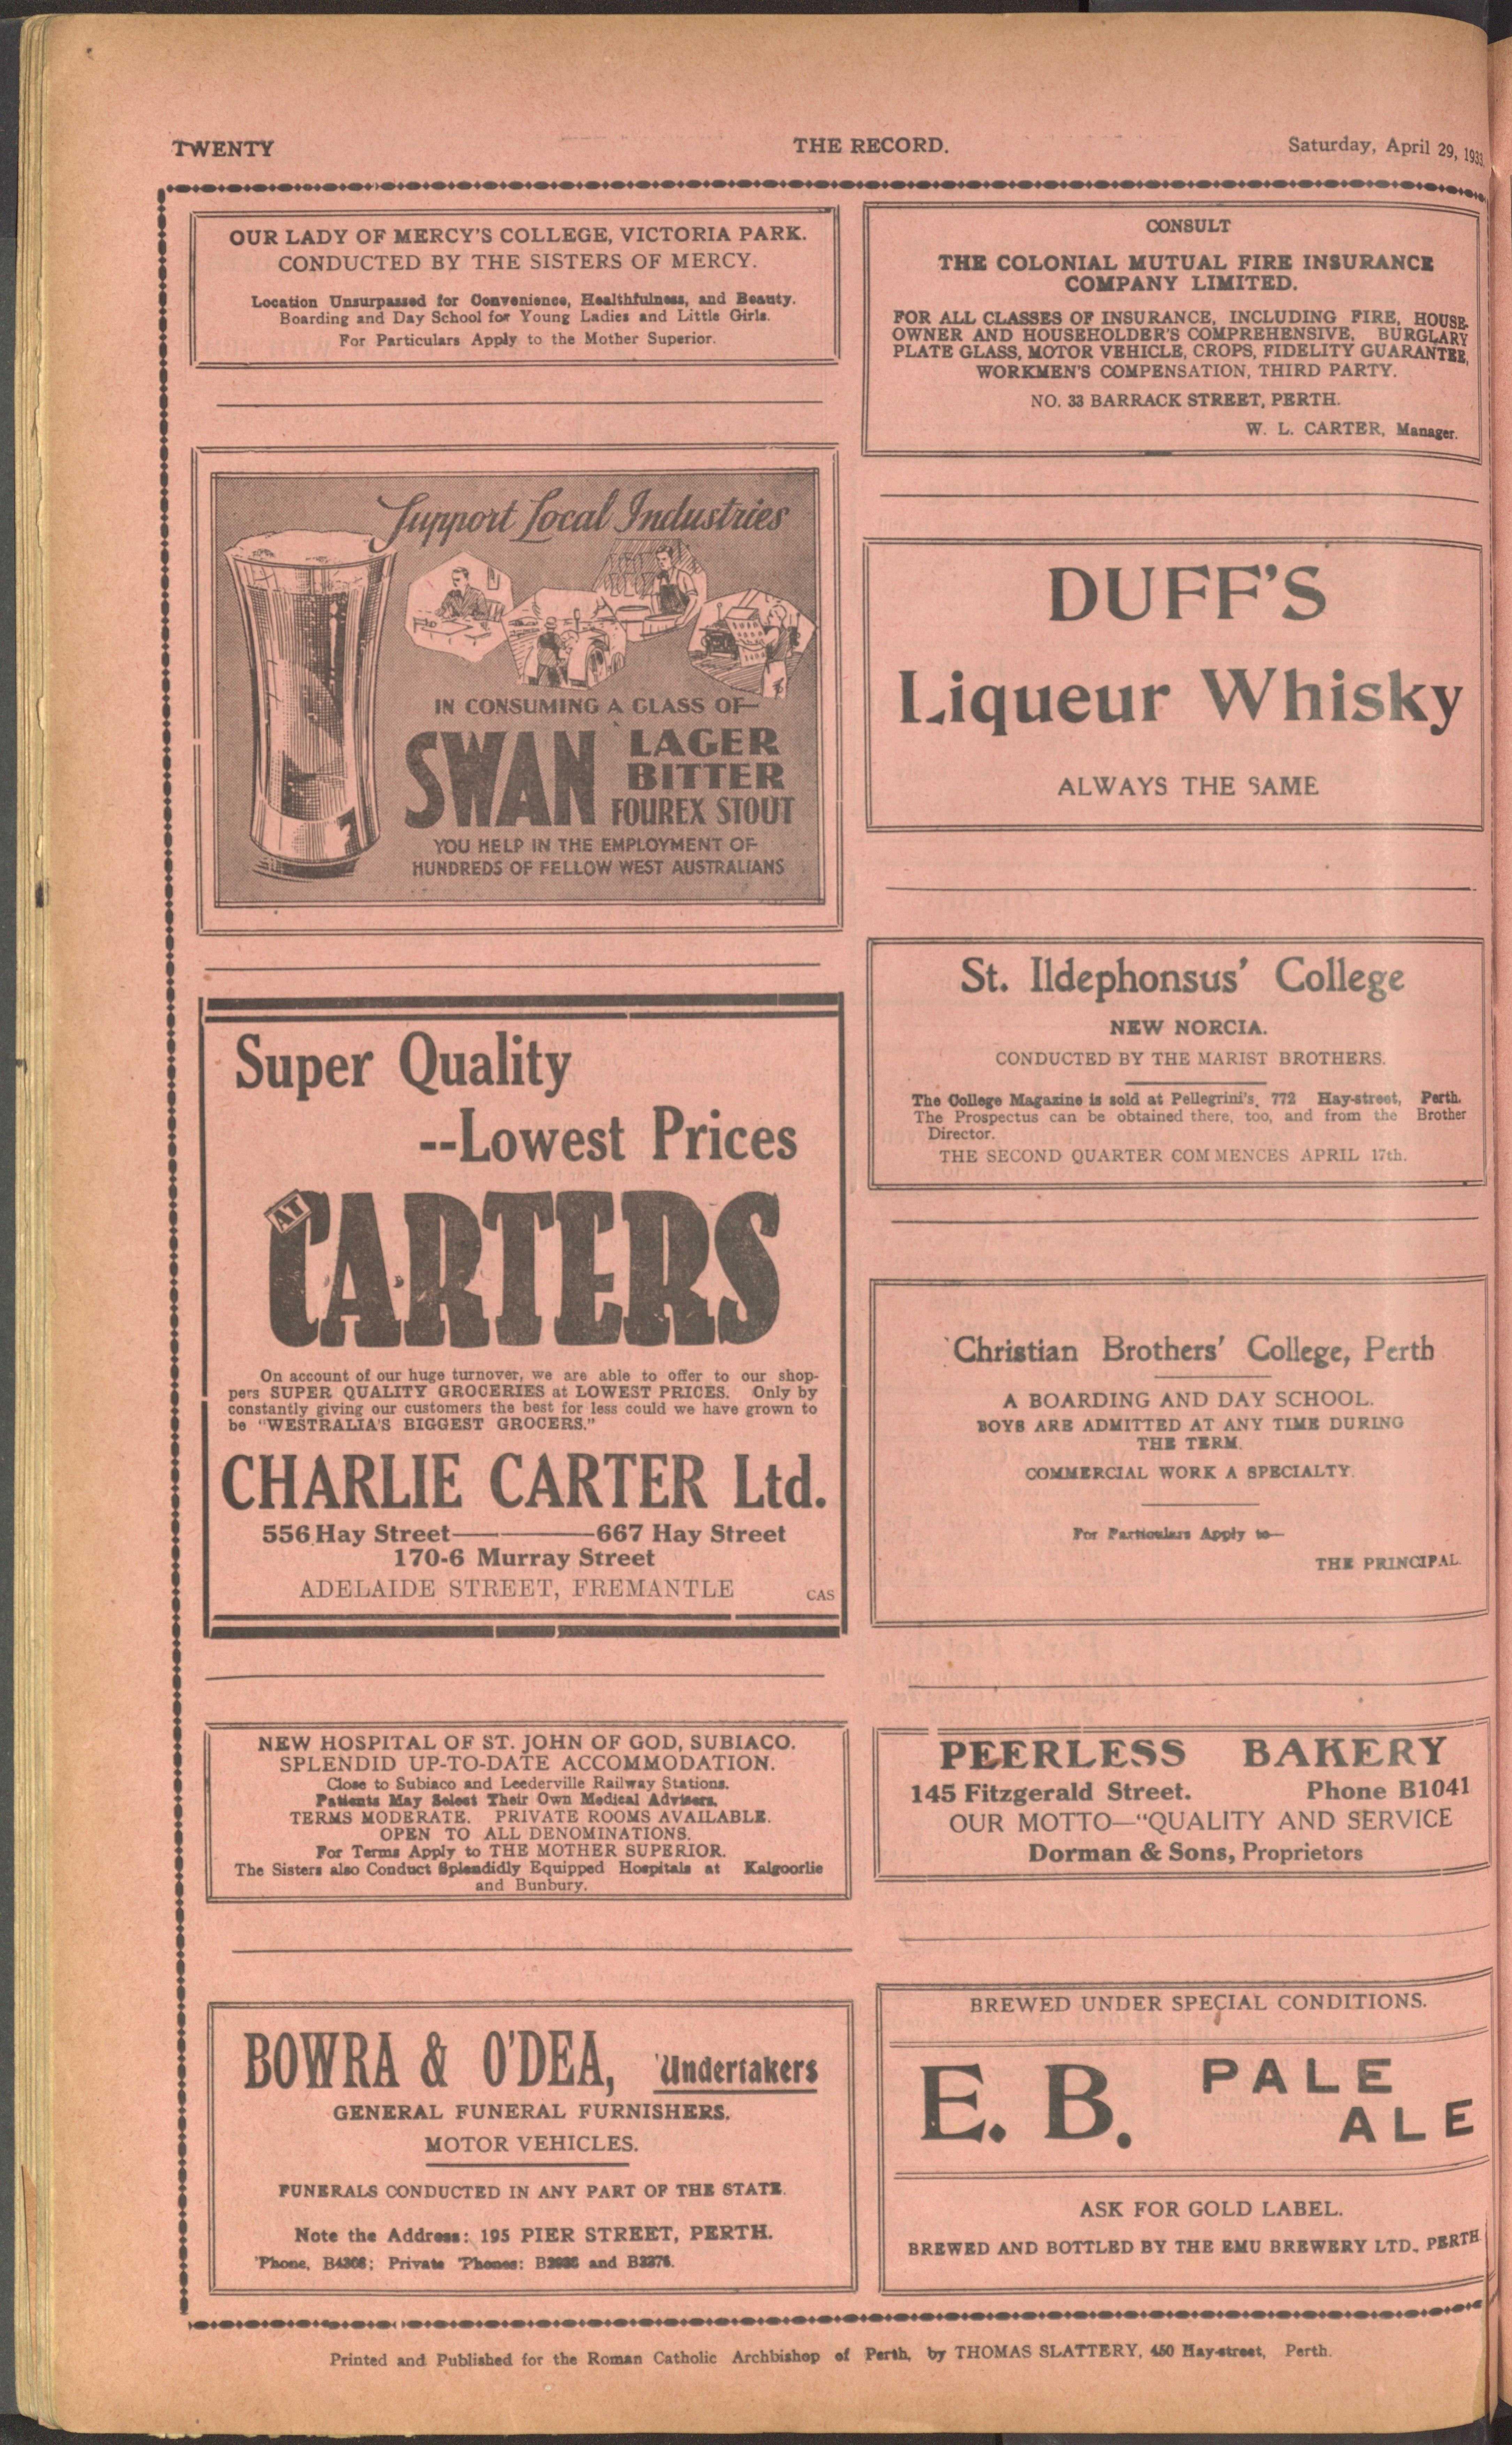 TWENTY
THE RECORD.
Saturday, April 29, 1933.
OUR LADY OF MERCY'S COLLEGE, VICTORIA PARK.
CONDUCTED BY THE SISTERS OF MERCY.
Location Unsurpassed for Convenience, Healthfulness, and Beauty.
Boarding and Day School for Young Ladies and Little Girls.
For Particulars Apply to the Mother Superior.
Support Local Industries
IN CONSUMING A GLASS OF—
SWAN LAGER
BITTER
FOUREX STOUT
YOU HELP IN THE EMPLOYMENT OF
HUNDREDS OF FELLOW WEST AUSTRALIANS
Super Quality
--Lowest Prices
AT
CARTERS
On account of our huge turnover, we are able to offer to our shop-
pers SUPER QUALITY GROCERIES at LOWEST PRICES. Only by
constantly giving our customers the best for less could we have grown to
be "WESTRALIA'S BIGGEST GROCERS."
CHARLIE CARTER Ltd.
556 Hay Street————667 Hay Street
170-6 Murray Street
ADELAIDE STREET, FREMANTLE
CAS
NEW HOSPITAL OF ST. JOHN OF GOD, SUBIACO.
SPLENDID UP-TO-DATE ACCOMMODATION.
Close to Subiaco and Leederville Railway Stations.
Patients May Select Their Own Medical Advisers.
TERMS MODERATE. PRIVATE ROOMS AVAILABLE.
OPEN TO ALL DENOMINATIONS.
For Terms Apply to THE MOTHER SUPERIOR.
The Sisters also Conduct Splendidly Equipped Hospitals at Kalgoorlie
and Bunbury.
BOWRA & O'DEA, Undertakers
GENERAL FUNERAL FURNISHERS.
MOTOR VEHICLES.
FUNERALS CONDUCTED IN ANY PART OF THE STATE.
Note the Address: 195 PIER STREET, PERTH.
'Phone, B4308; Private 'Phones: and B3376.
CONSULT
THE COLONIAL MUTUAL FIRE INSURANCE
COMPANY LIMITED.
FOR ALL CLASSES OF INSURANCE, INCLUDING FIRE, HOUSE-
OWNER AND HOUSEHOLDER'S COMPREHENSIVE, BURGLARY
PLATE GLASS, MOTOR VEHICLE, CROPS, FIDELITY GUARANTEE,
WORKMEN'S COMPENSATION, THIRD PARTY.
NO. 33 BARRACK STREET, PERTH.
W. L. CARTER, Manager.
DUFF'S
Liqueur Whisky
ALWAYS THE SAME
St. Ildephonsus' College
NEW NORCIA.
CONDUCTED BY THE MARIST BROTHERS.
The College Magazine is sold at Pellegrini's, 772 Hay-street, Perth.
The Prospectus can be obtained there, too, and from the Brother
Director.
THE SECOND QUARTER COMMENCES APRIL 17th.
Christian Brothers' College, Perth
A BOARDING AND DAY SCHOOL.
BOYS ARE ADMITTED AT ANY TIME DURING
THE TERM.
COMMERCIAL WORK A SPECIALTY.
For Particulars Apply to—
THE PRINCIPAL.
PEERLESS BAKERY
145 Fitzgerald Street. Phone B1041
OUR MOTTO—"QUALITY AND SERVICE
Dorman & Sons, Proprietors
BREWED UNDER SPECIAL CONDITIONS.
E. B. PALE
ALE
ASK FOR GOLD LABEL.
BREWED AND BOTTLED BY THE EMU BREWERY LTD., PERTH
Printed and Published for the Roman Catholic Archbishop of Perth, by THOMAS SLATTERY, 450 Hay-street, Perth.